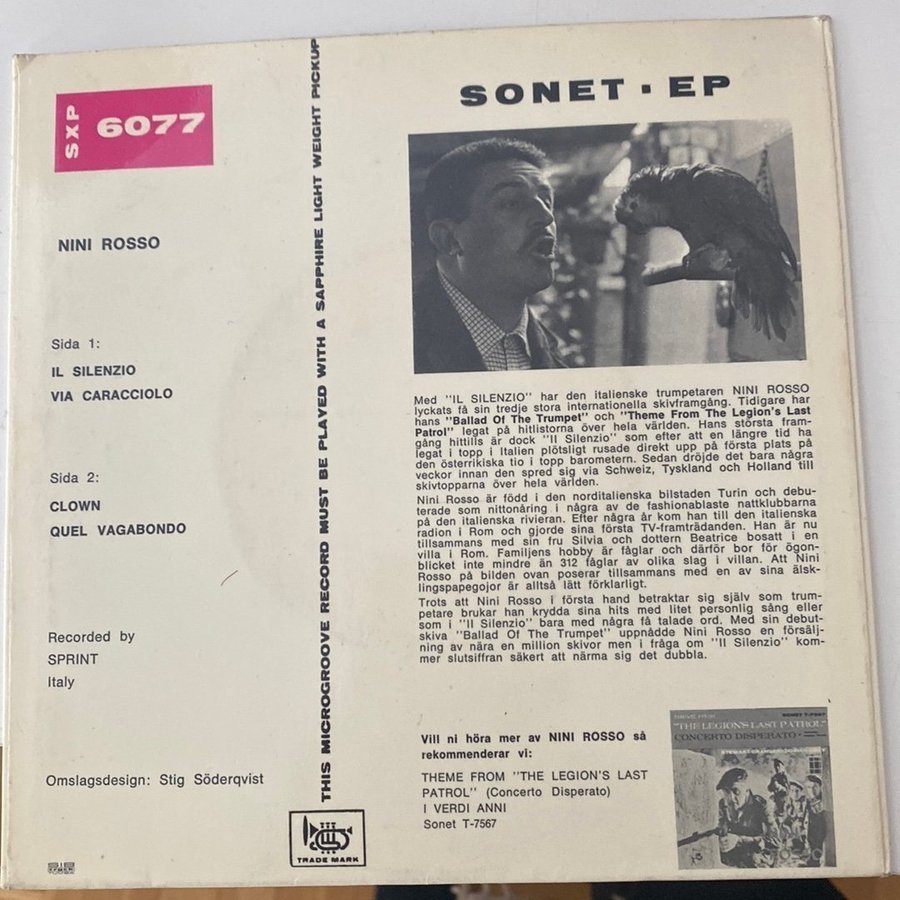 SXP 6077
NINI ROSSO
Sida 1:
IL SILENZIO
VIA CARACCIOLO
Sida 2:
CLOWN
QUEL VAGABONDO
Recorded by
SPRINT
Italy
Omslagsdesign: Stig Söderqvist
THIS MICROGROOVE RECORD MUST BE PLAYED WITH A SAPPHIRE LIGHT WEIGHT PICKUP
TRADE MARK
SONET · EP
Med "IL SILENZIO" har den italienske trumpetaren NINI ROSSO
lyckats få sin tredje stora internationella skivframgång. Tidigare har
hans "Ballad Of The Trumpet" och "Theme From The Legion's Last
Patrol" legat på hitlistorna över hela världen. Hans största fram-
gång hittills är dock "Il Silenzio" som efter att en längre tid ha
legat i topp i Italien plötsligt rusade direkt upp på första plats på
den österrikiska tio i topp barometern. Sedan dröjde det bara några
veckor innan den spred sig via Schweiz, Tyskland och Holland till
skivtopparna över hela världen.
Nini Rosso är född i den norditalienska bilstaden Turin och debu-
terade som nittonåring i några av de fashionablaste nattklubbarna
på den italienska rivieran. Efter några år kom han till den italienska
radion i Rom och gjorde sina första TV-framträdanden. Han är nu
tillsammans med sin fru Silvia och dottern Beatrice bosatt i en
villa i Rom. Familjens hobby är fåglar och därför bor för ögon-
blicket inte mindre än 312 fåglar av olika slag i villan. Att Nini
Rosso på bilden ovan poserar tillsammans med en av sina älsk-
lingspapegojor är alltså lätt förklarligt.
Trots att Nini Rosso i första hand betraktar sig själv som trum-
petare brukar han krydda sina hits med litet personlig sång eller
som i "Il Silenzio" bara med några få talade ord. Med sin debut-
skiva "Ballad Of The Trumpet" uppnådde Nini Rosso en försälj-
ning av nära en million skivor men i fråga om "Il Silenzio" kom-
mer slutsiffran säkert att närma sig det dubbla.
Vill ni höra mer av NINI ROSSO så
rekommenderar vi:
THEME FROM "THE LEGION'S LAST
PATROL" (Concerto Disperato)
I VERDI ANNI
Sonet T-7567
SONET T-7567
"THE LEGION'S LAST PATROL"
CONCERTO DISPERATO